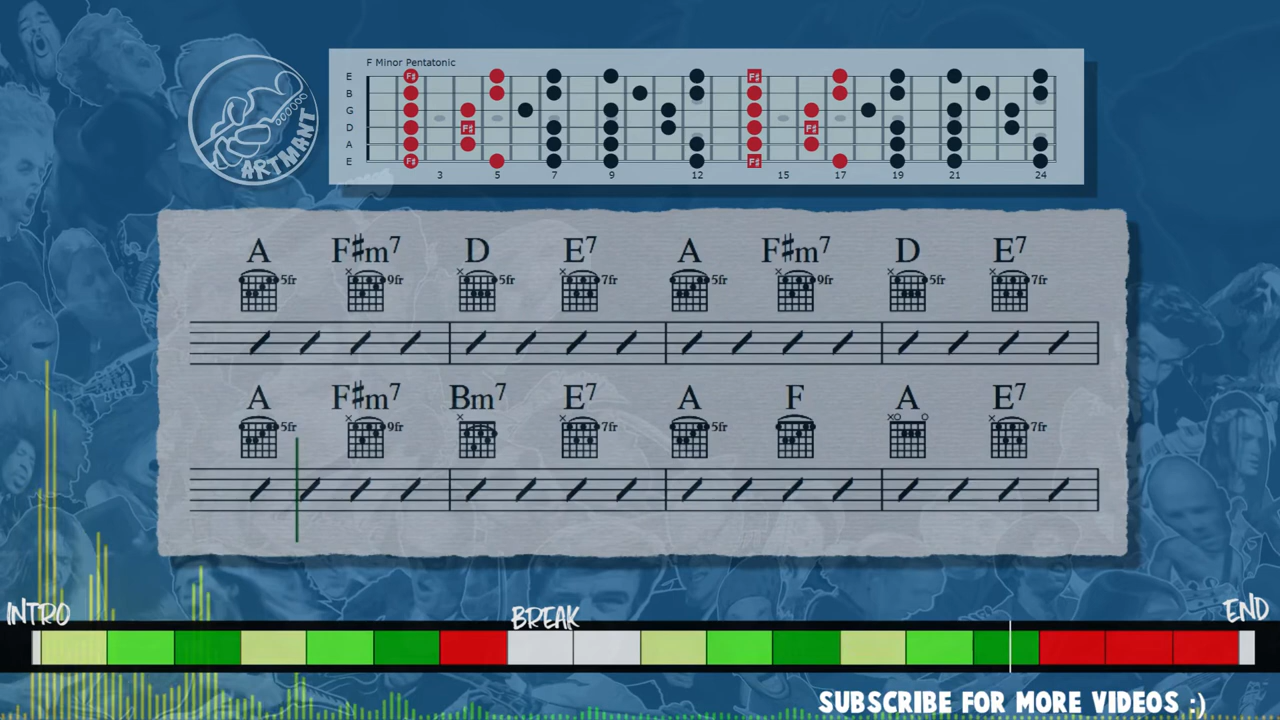 F Minor Pentatonic
ARTMANT
E F♯ F♯
B
G
D F♯ F♯
A
E F♯ F♯
3 5 7 9 12 15 17 19 21 24
A F♯m7 D E7 A F♯m7 D E7
× × × × × ×
5fr 9fr 5fr 7fr 5fr 9fr 5fr 7fr
A F♯m7 Bm7 E7 A F A E7
× × × ×○ ○ ×
5fr 9fr 7fr 5fr 7fr
INTRO BREAK END
SUBSCRIBE FOR MORE VIDEOS :)